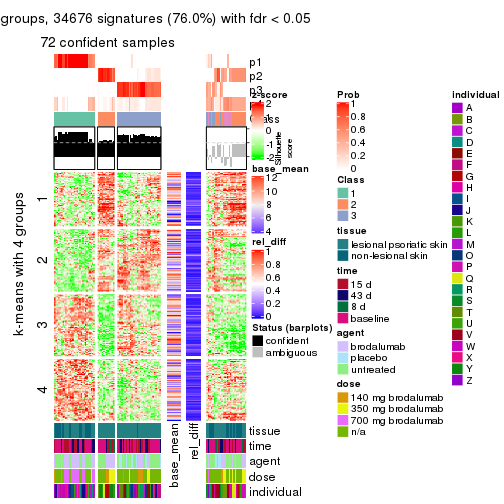 groups, 34676 signatures (76.0%) with fdr < 0.05
72 confident samples
p1
p2
p3
z-score
2
1
0
-1
-2
Silhouette
score
base_mean
12
10
8
6
4
rel_diff
1
0.8
0.6
0.4
0.2
0
Status (barplots)
confident
ambiguous
k-means with 4 groups
1
2
3
4
base_mean
rel_diff
tissue
time
agent
dose
individual
Prob
1
0.8
0.6
0.4
0.2
0
Class
1
2
3
tissue
lesional psoriatic skin
non-lesional skin
time
15 d
43 d
8 d
baseline
agent
brodalumab
placebo
untreated
dose
140 mg brodalumab
350 mg brodalumab
700 mg brodalumab
n/a
individual
A
B
C
D
E
F
G
H
I
J
K
L
M
O
P
Q
R
S
T
U
V
W
X
Y
Z